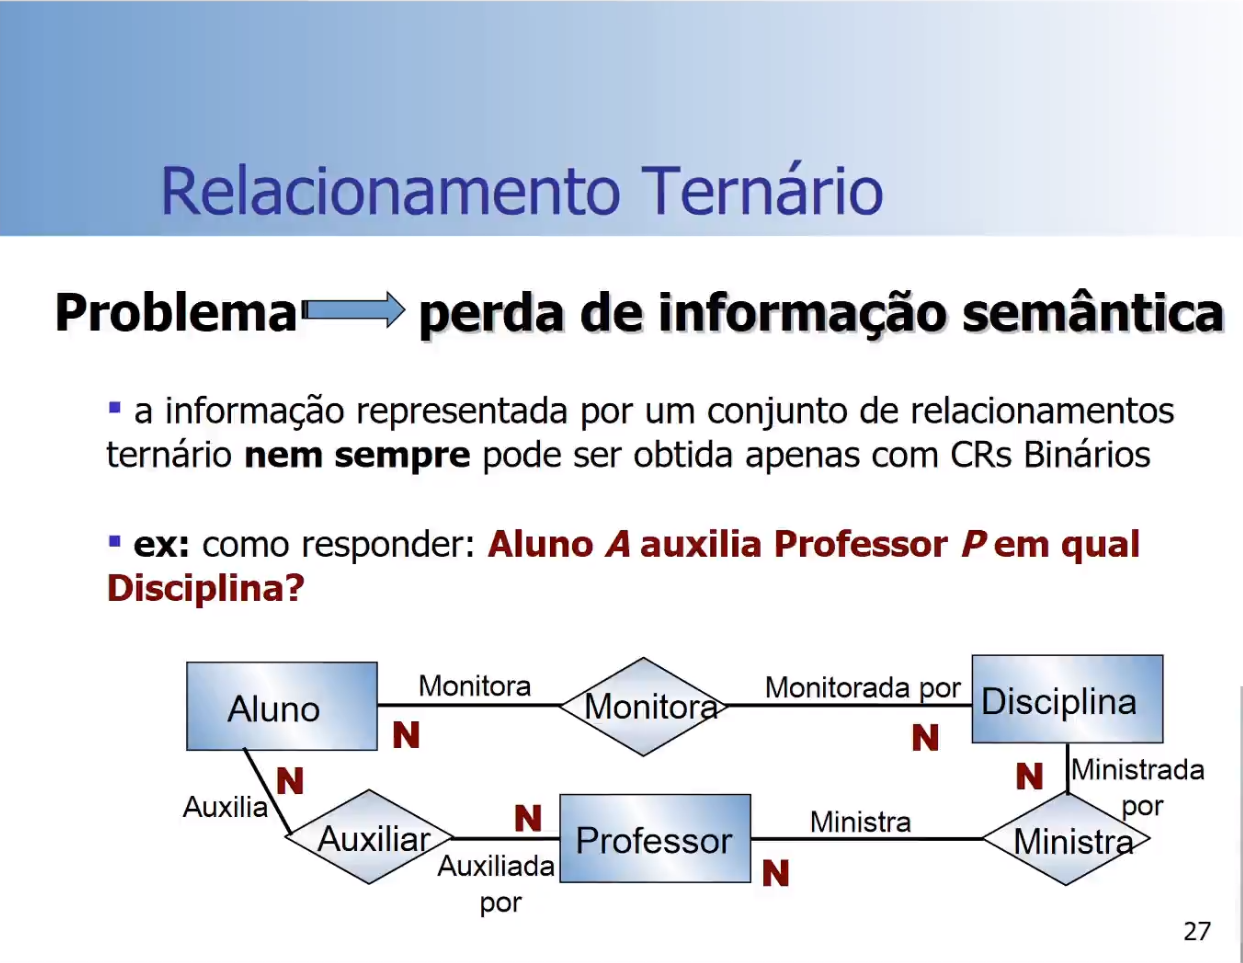 Relacionamento Ternário
Problema perda de informação semântica
▪ a informação representada por um conjunto de relacionamentos
ternário nem sempre pode ser obtida apenas com CRs Binários
▪ ex: como responder: Aluno A auxilia Professor P em qual
Disciplina?
Aluno
Monitora
N
Monitora
Monitorada por
N
Disciplina
N
Auxilia
Auxiliar
N
Auxiliada
por
Professor
Ministra
N
N
Ministrada
por
Ministra
27